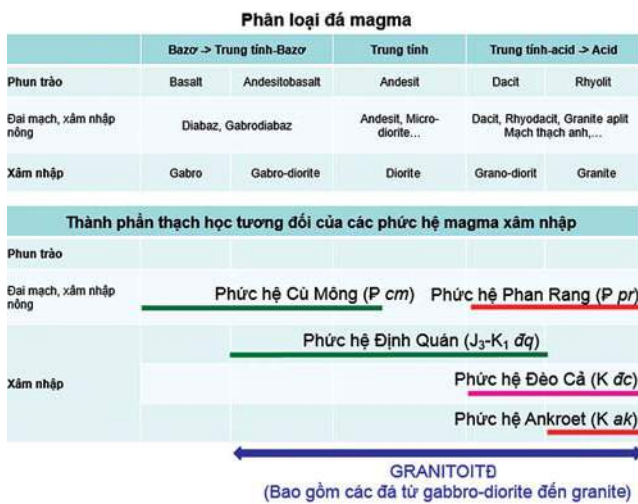 Phân loại đá magma
Bazơ -> Trung tính-Bazơ Trung tính Trung tính-acid -> Acid
Phun trào Basalt Andesitobasalt Andesit Dacit Rhyolit
Đai mạch, xâm nhập nông Diabaz, Gabrodiabaz Andesit, Micro-diorite... Dacit, Rhyodacit, Granite aplit Mạch thạch anh,...
Xâm nhập Gabro Gabro-diorite Diorite Grano-diorit Granite
Thành phần thạch học tương đối của các phức hệ magma xâm nhập
Phun trào
Đai mạch, xâm nhập nông Phức hệ Cù Mông (₽ cm) Phức hệ Phan Rang (₽ pr)
Phức hệ Định Quán (J₃-K₁ đq)
Xâm nhập Phức hệ Đèo Cả (K đc)
Phức hệ Ankroet (K ak)
GRANITOITĐ
(Bao gồm các đá từ gabbro-diorite đến granite)